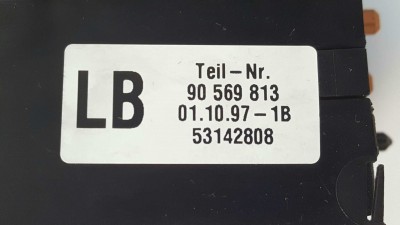 LB
Teil-Nr.
90 569 813
01.10.97-1B
53142808